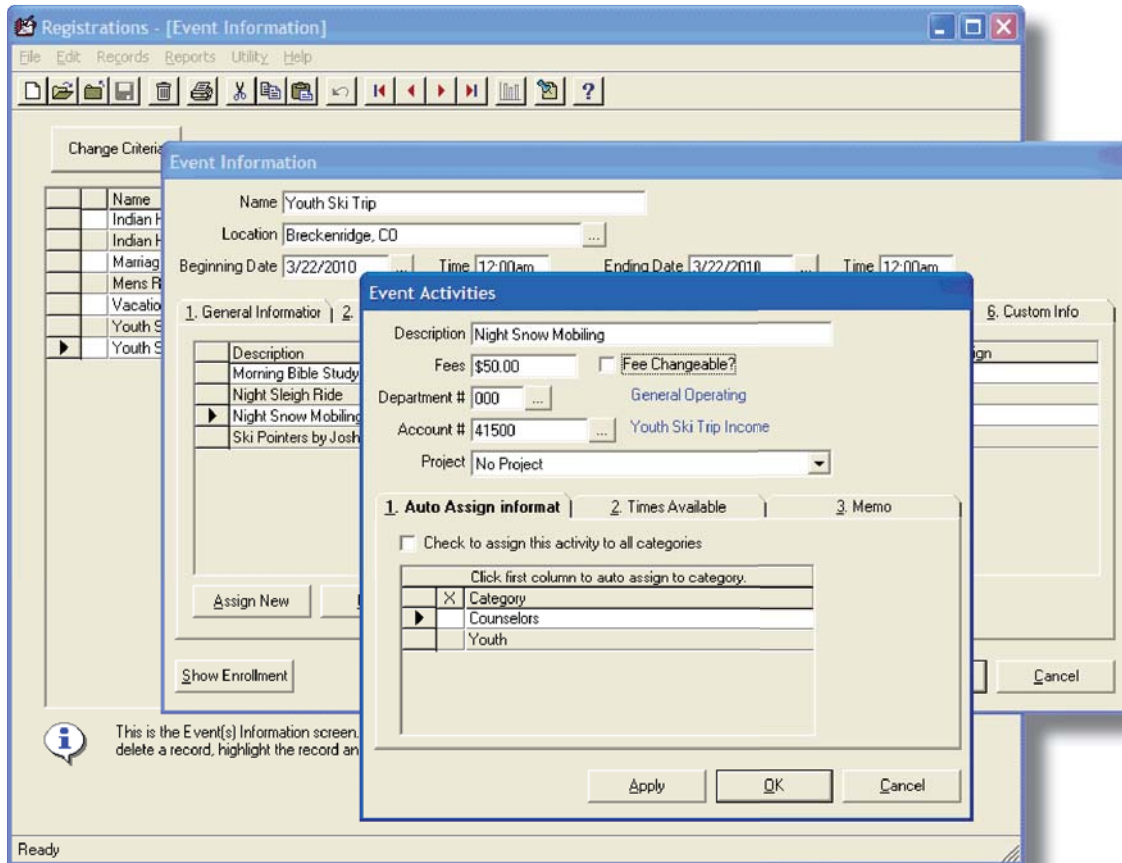 Registrations - [Event Information]
File Edit Records Reports Utility Help
Change Criteria
Event Information
Name
Indian H
Indian H
Marriag
Mens R
Vacatio
Youth S
Youth S
Name Youth Ski Trip
Location Breckenridge, CO ...
Beginning Date 3/22/2010 ... Time 12:00am Ending Date 3/22/2010 ... Time 12:00am
1. General Information 2. 6. Custom Info
Description ign
Morning Bible Study
Night Sleigh Ride
Night Snow Mobiling
Ski Pointers by Josh
Assign New
Show Enrollment Cancel
Event Activities
Description Night Snow Mobiling
Fees $50.00 Fee Changeable?
Department # 000 ... General Operating
Account # 41500 ... Youth Ski Trip Income
Project No Project
1. Auto Assign informat 2. Times Available 3. Memo
Check to assign this activity to all categories
Click first column to auto assign to category.
X Category
Counselors
Youth
Apply OK Cancel
This is the Event(s) Information screen.
delete a record, highlight the record an
Ready